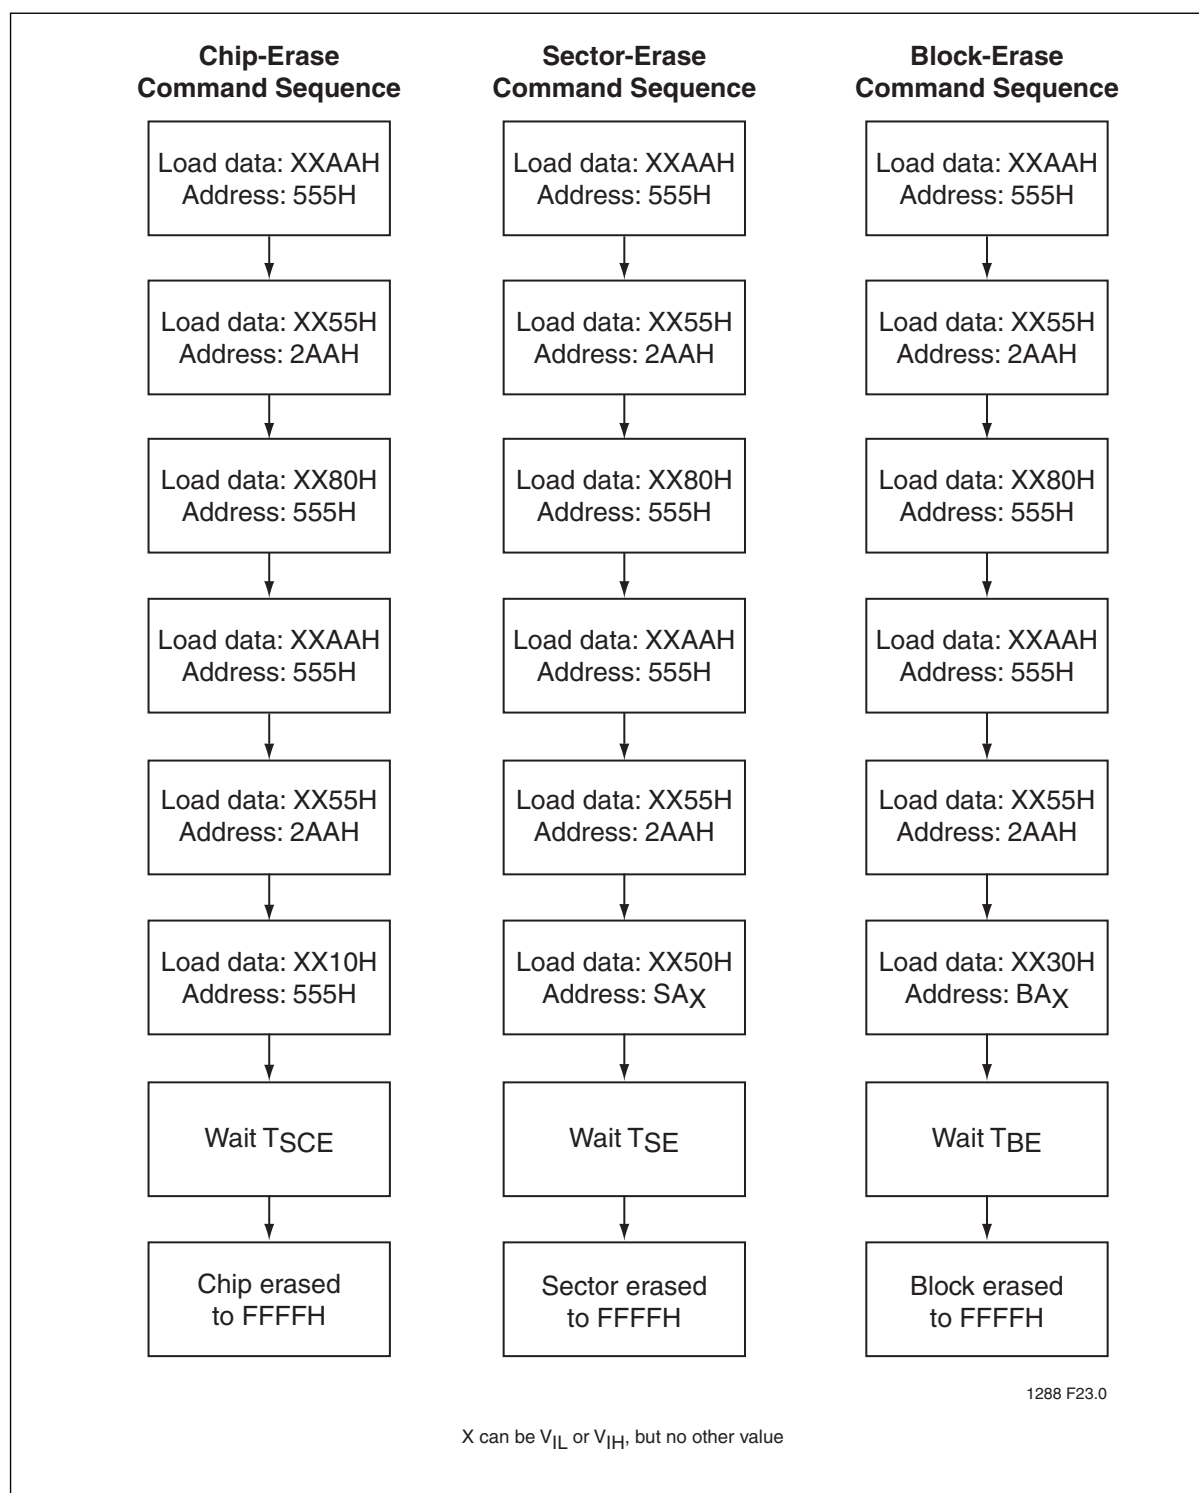 Chip-Erase
Command Sequence
Load data: XXAAH
Address: 555H
Load data: XX55H
Address: 2AAH
Load data: XX80H
Address: 555H
Load data: XXAAH
Address: 555H
Load data: XX55H
Address: 2AAH
Load data: XX10H
Address: 555H
Wait TSCE
Chip erased
to FFFFH
Sector-Erase
Command Sequence
Load data: XXAAH
Address: 555H
Load data: XX55H
Address: 2AAH
Load data: XX80H
Address: 555H
Load data: XXAAH
Address: 555H
Load data: XX55H
Address: 2AAH
Load data: XX50H
Address: SAX
Wait TSE
Sector erased
to FFFFH
Block-Erase
Command Sequence
Load data: XXAAH
Address: 555H
Load data: XX55H
Address: 2AAH
Load data: XX80H
Address: 555H
Load data: XXAAH
Address: 555H
Load data: XX55H
Address: 2AAH
Load data: XX30H
Address: BAX
Wait TBE
Block erased
to FFFFH
1288 F23.0
X can be VIL or VIH, but no other value